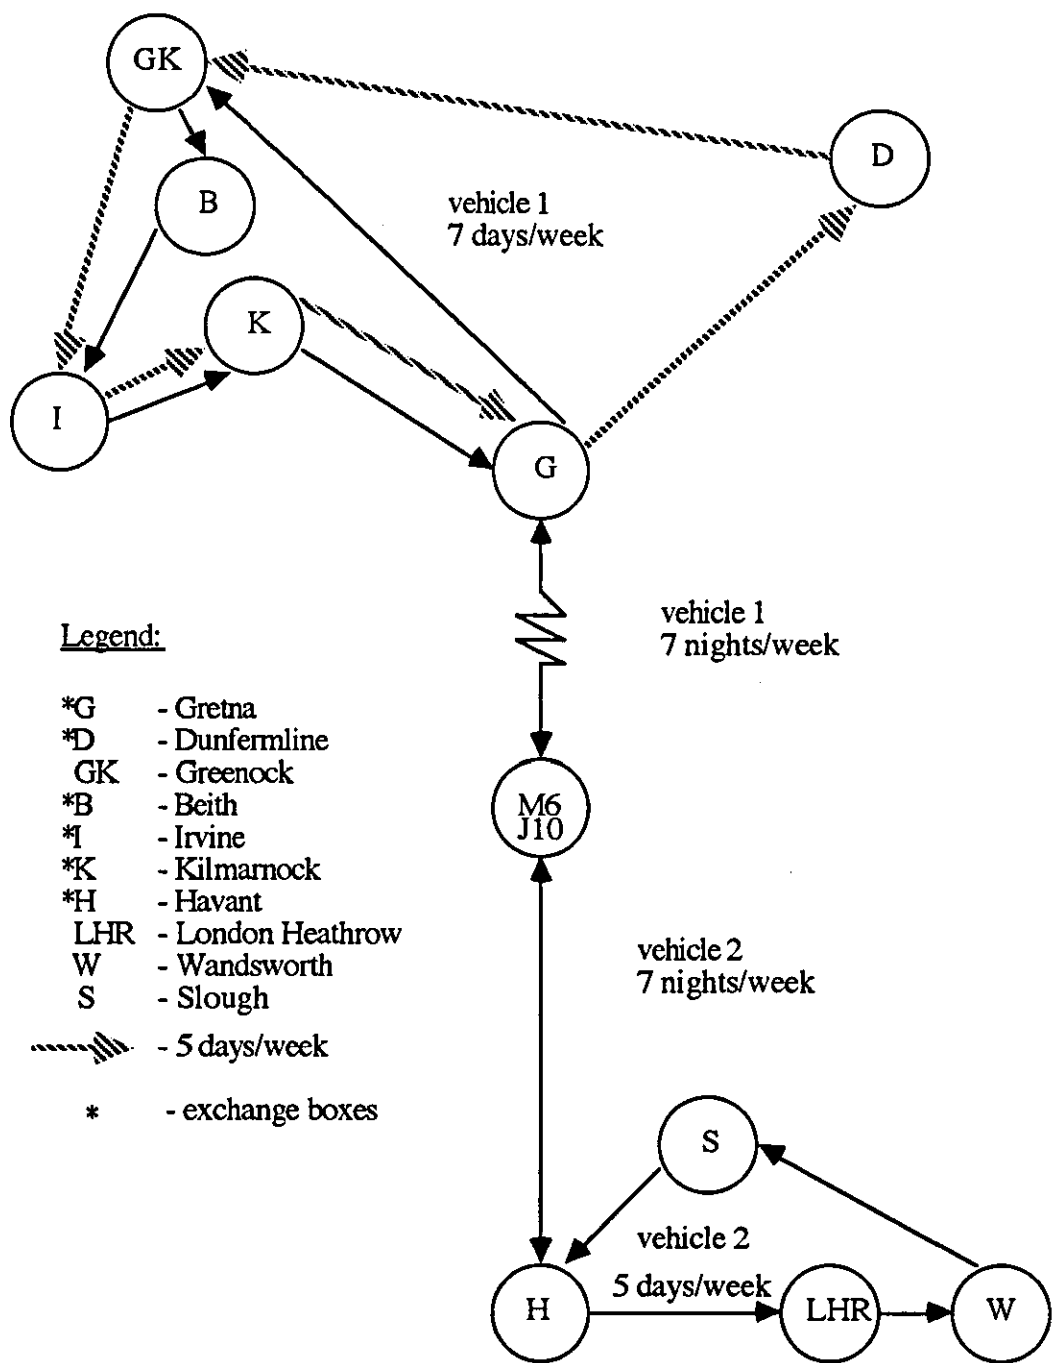 GK
D
B
vehicle 1
7 days/week
K
I
G
vehicle 1
7 nights/week
Legend:
*G - Gretna
*D - Dunfermline
GK - Greenock
*B - Beith
*I - Irvine
*K - Kilmarnock
*H - Havant
LHR - London Heathrow
W - Wandsworth
S - Slough
- 5 days/week
* - exchange boxes
M6
J10
vehicle 2
7 nights/week
S
vehicle 2
5 days/week
H
LHR
W